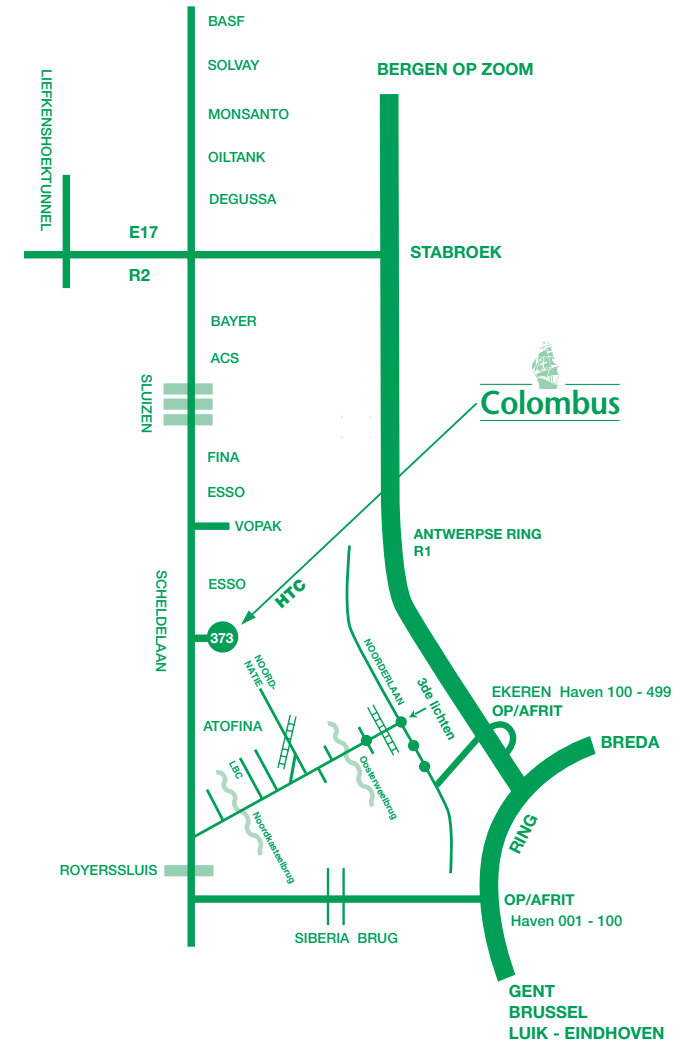 BASF
SOLVAY
BERGEN OP ZOOM
LIEFKENSHOEKTUNNEL
MONSANTO
OILTANK
DEGUSSA
E17
STABROEK
R2
BAYER
ACS
SLUIZEN
Colombus
FINA
ESSO
VOPAK
ANTWERPSE RING
R1
SCHELDELAAN
ESSO
HTC
373
NOORD-
NATIE
NOORDERLAAN
3de lichten
EKEREN Haven 100 - 499
OP/AFRIT
ATOFINA
BREDA
LBC
Oosterweelbrug
Noordkasteelbrug
RING
ROYERSSLUIS
OP/AFRIT
Haven 001 - 100
SIBERIA BRUG
GENT
BRUSSEL
LUIK - EINDHOVEN